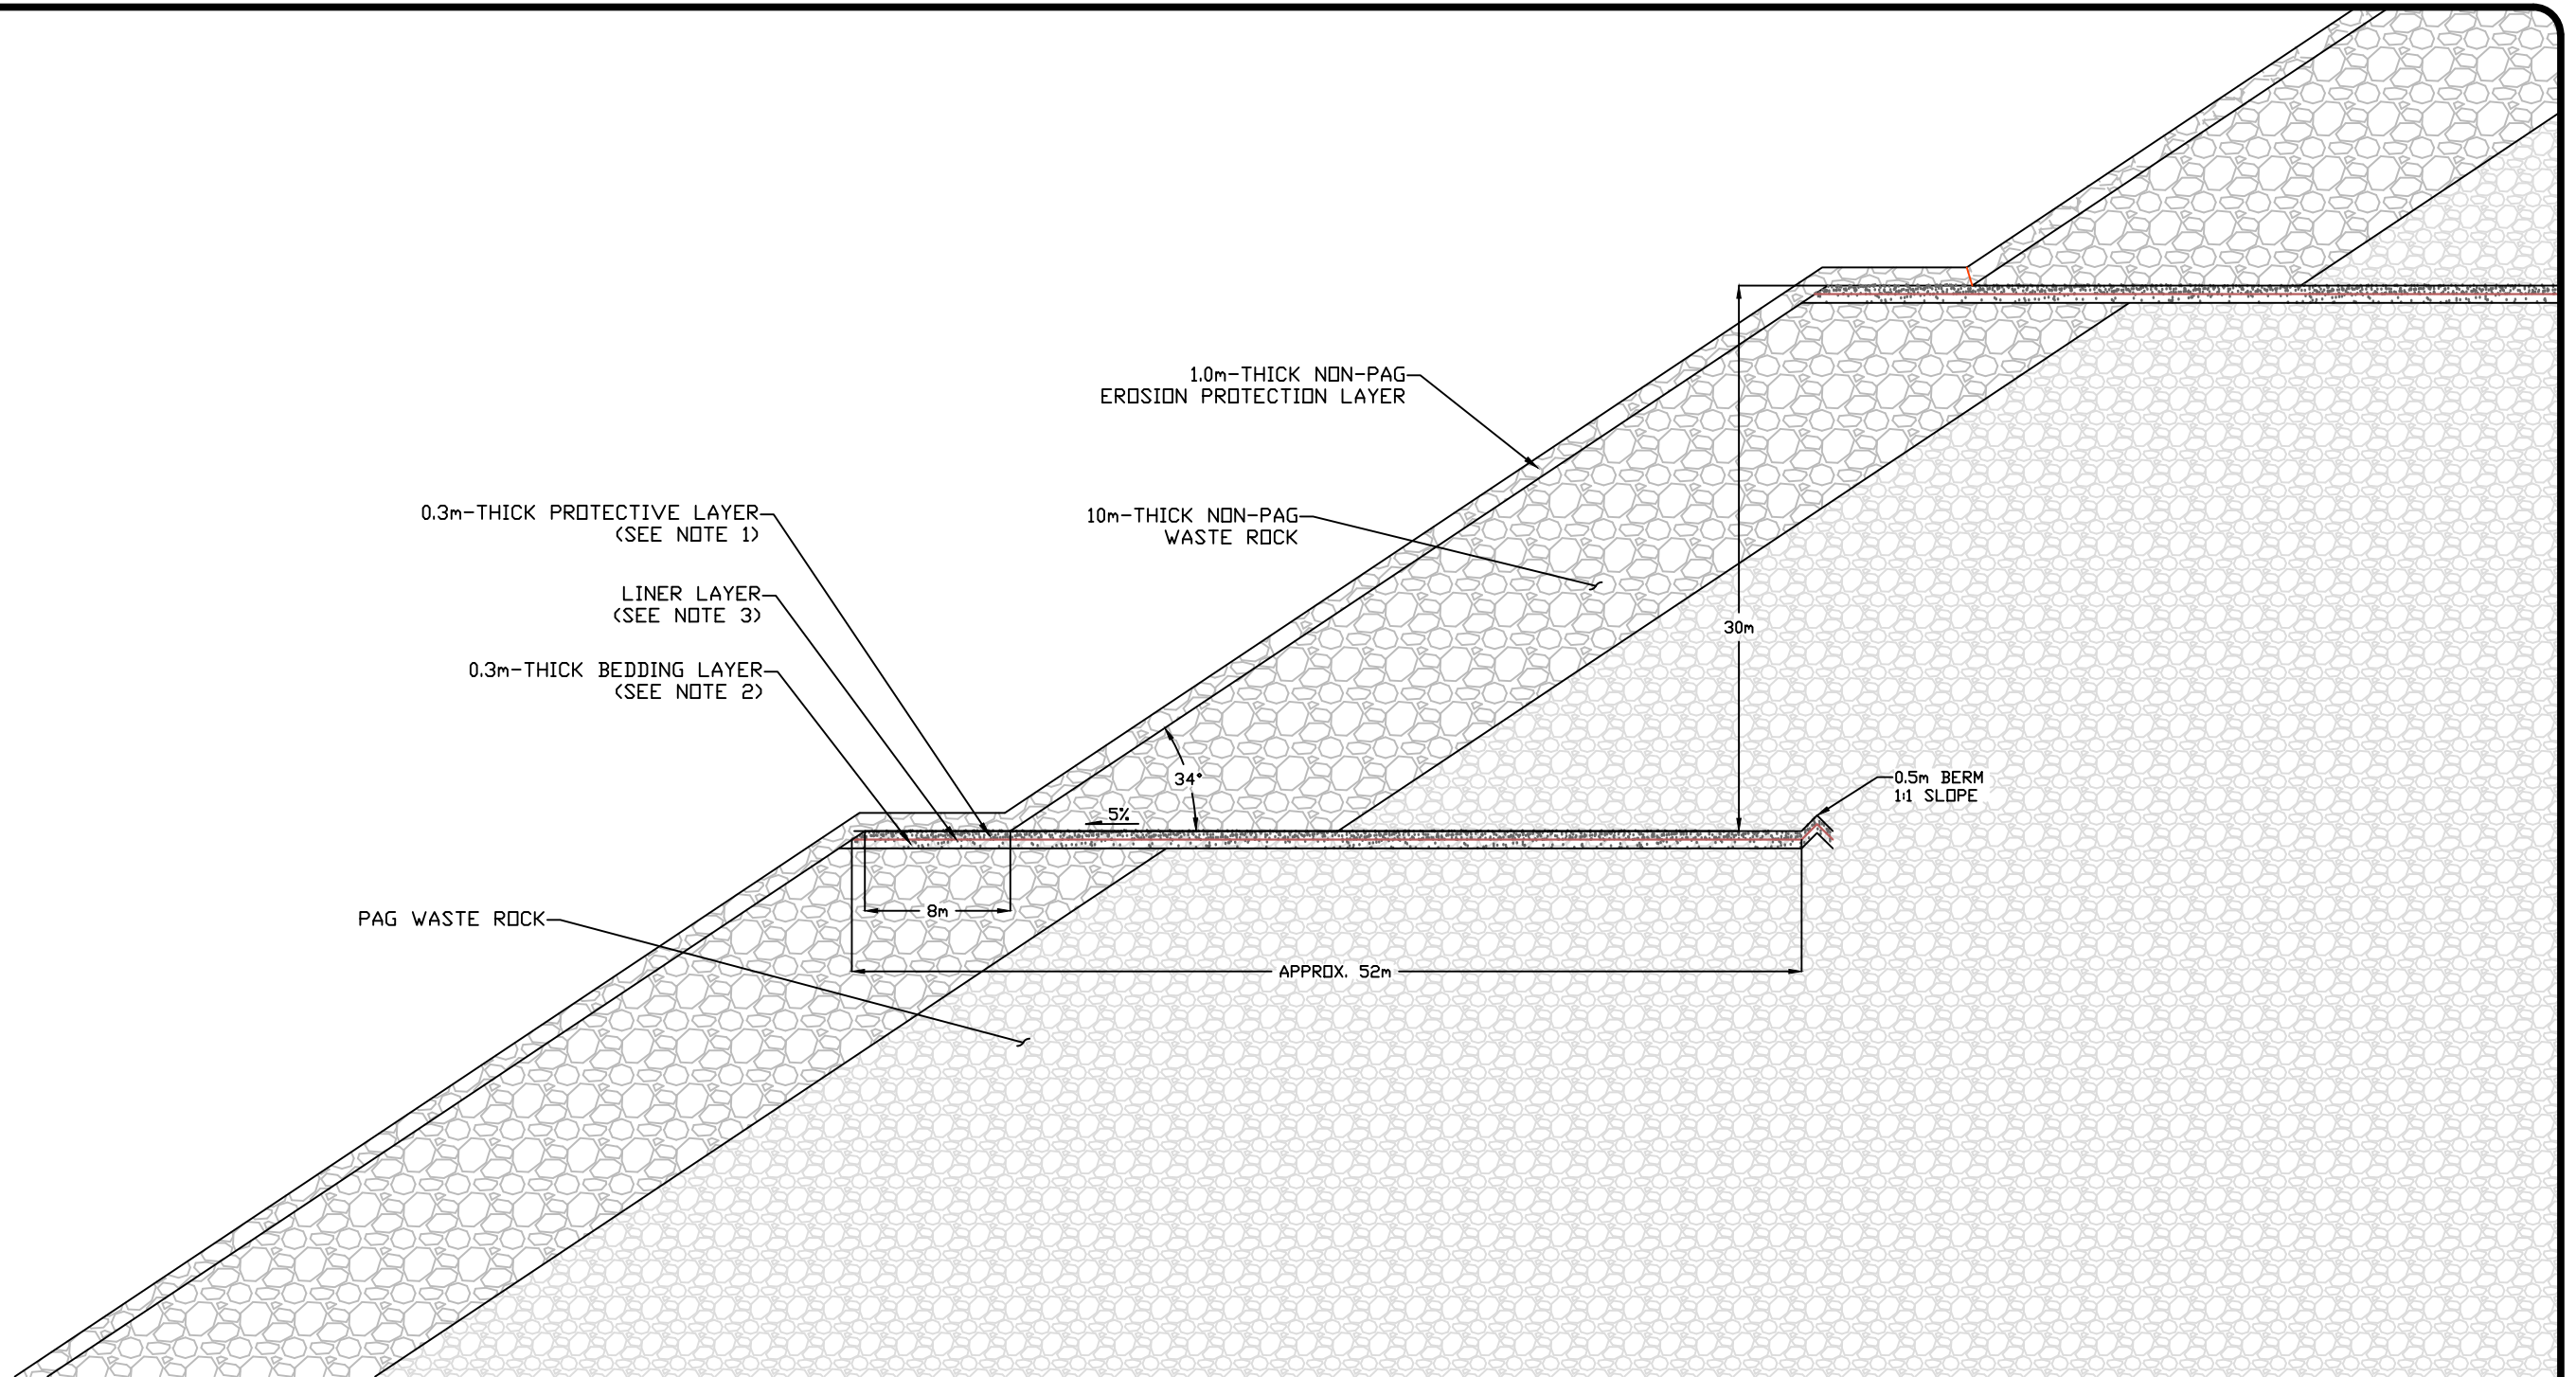 1.0m-THICK NON-PAG
EROSION PROTECTION LAYER
0.3m-THICK PROTECTIVE LAYER
(SEE NOTE 1)
10m-THICK NON-PAG
WASTE ROCK
LINER LAYER
(SEE NOTE 3)
30m
0.3m-THICK BEDDING LAYER
(SEE NOTE 2)
34°
0.5m BERM
1:1 SLOPE
5%
8m
PAG WASTE ROCK
APPROX. 52m